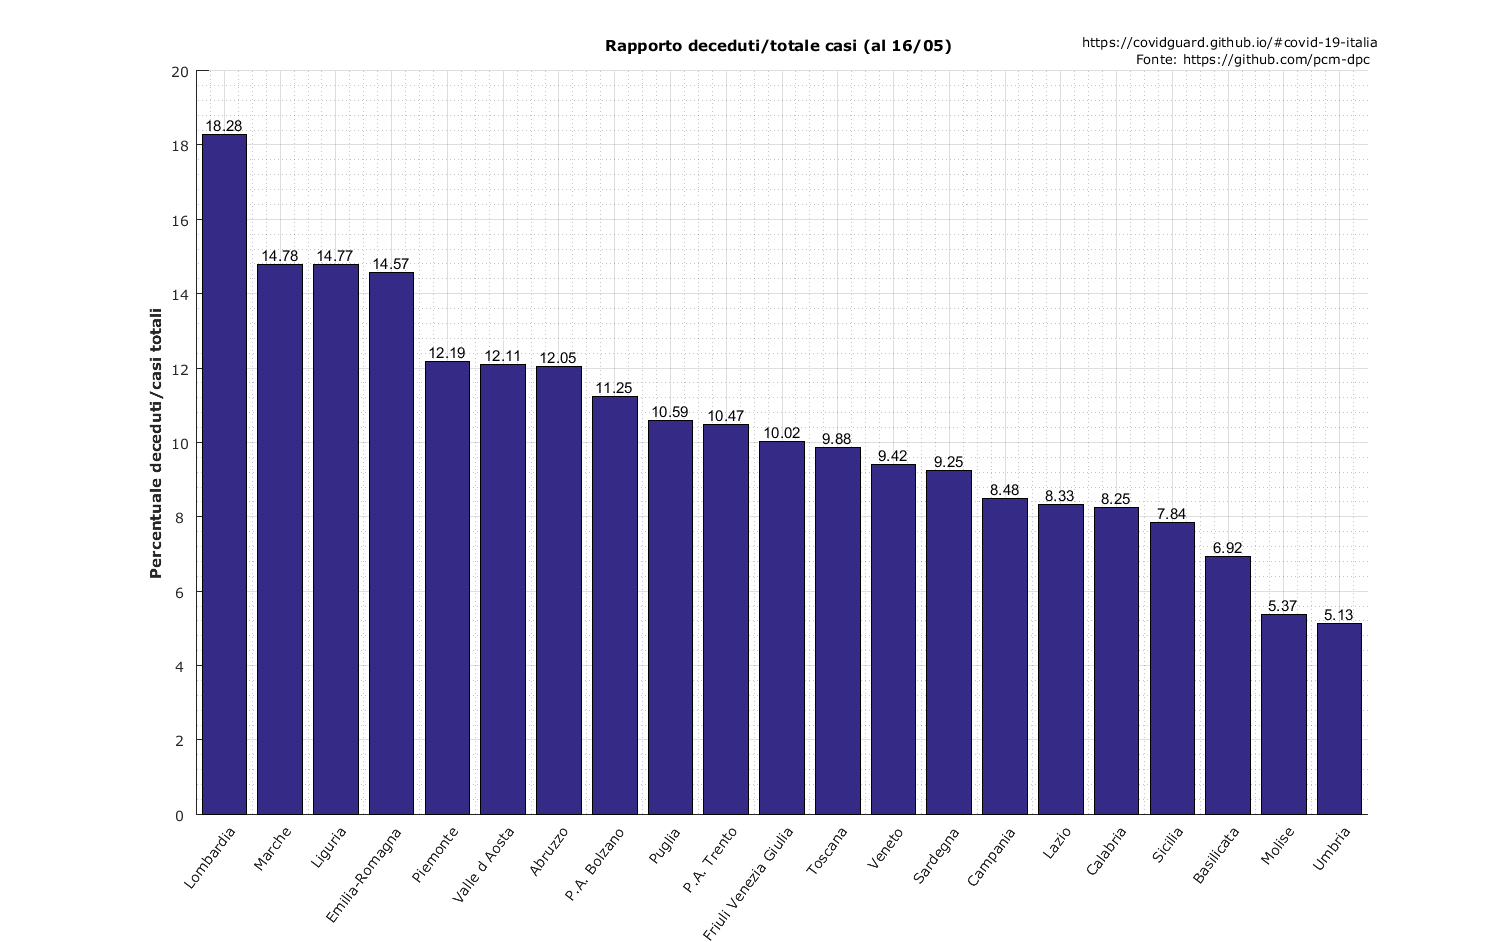 Rapporto deceduti/totale casi (al 16/05)
https://covidguard.github.io/#covid-19-italia
Fonte: https://github.com/pcm-dpc
Percentuale deceduti/casi totali
20
18
16
14
12
10
8
6
4
2
0
18.28
14.78
14.77
14.57
12.19
12.11
12.05
11.25
10.59
10.47
10.02
9.88
9.42
9.25
8.48
8.33
8.25
7.84
6.92
5.37
5.13
Lombardia
Marche
Liguria
Emilia-Romagna
Piemonte
Valle d Aosta
Abruzzo
P.A. Bolzano
Puglia
P.A. Trento
Friuli Venezia Giulia
Toscana
Veneto
Sardegna
Campania
Lazio
Calabria
Sicilia
Basilicata
Molise
Umbria